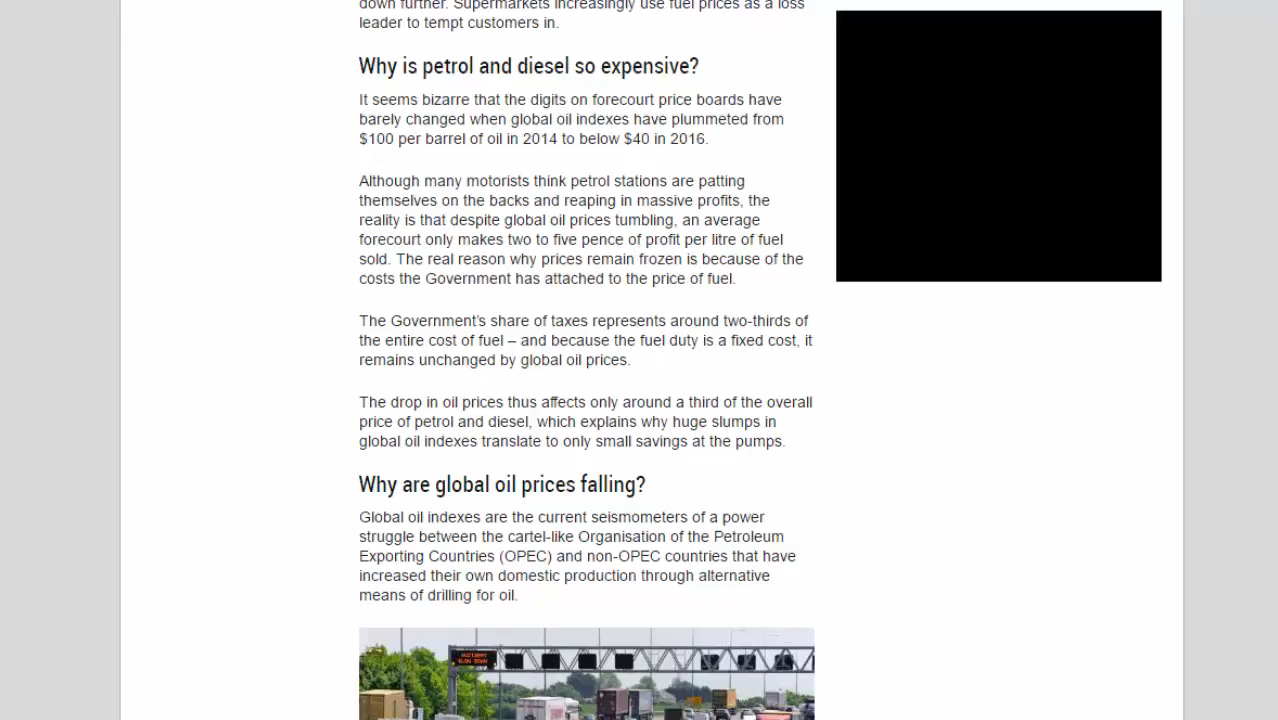 down further. Supermarkets increasingly use fuel prices as a loss
leader to tempt customers in.
Why is petrol and diesel so expensive?
It seems bizarre that the digits on forecourt price boards have
barely changed when global oil indexes have plummeted from
$100 per barrel of oil in 2014 to below $40 in 2016.
Although many motorists think petrol stations are patting
themselves on the backs and reaping in massive profits, the
reality is that despite global oil prices tumbling, an average
forecourt only makes two to five pence of profit per litre of fuel
sold. The real reason why prices remain frozen is because of the
costs the Government has attached to the price of fuel.
The Government's share of taxes represents around two-thirds of
the entire cost of fuel – and because the fuel duty is a fixed cost, it
remains unchanged by global oil prices.
The drop in oil prices thus affects only around a third of the overall
price of petrol and diesel, which explains why huge slumps in
global oil indexes translate to only small savings at the pumps.
Why are global oil prices falling?
Global oil indexes are the current seismometers of a power
struggle between the cartel-like Organisation of the Petroleum
Exporting Countries (OPEC) and non-OPEC countries that have
increased their own domestic production through alternative
means of drilling for oil.
ACCIDENT
SLOW DOWN